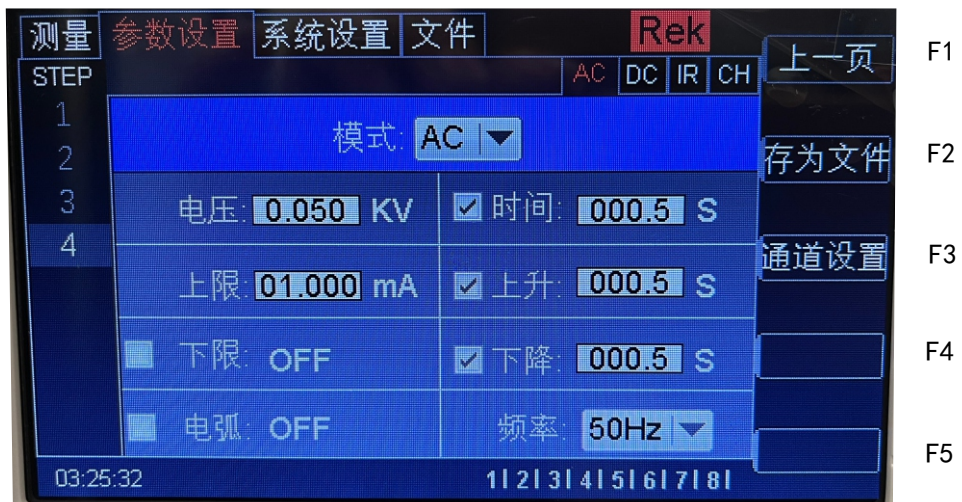 测量 参数设置 系统设置 文件 Rek
上一页 F1
STEP AC DC IR CH
1
模式: AC
2
存为文件 F2
3
电压: 0.050 KV 时间: 000.5 S
4
通道设置 F3
上限: 01.000 mA 上升: 000.5 S
下限: OFF 下降: 000.5 S
F4
电弧: OFF 频率: 50Hz
F5
03:25:32 1| 2| 3| 4| 5| 6| 7| 8|